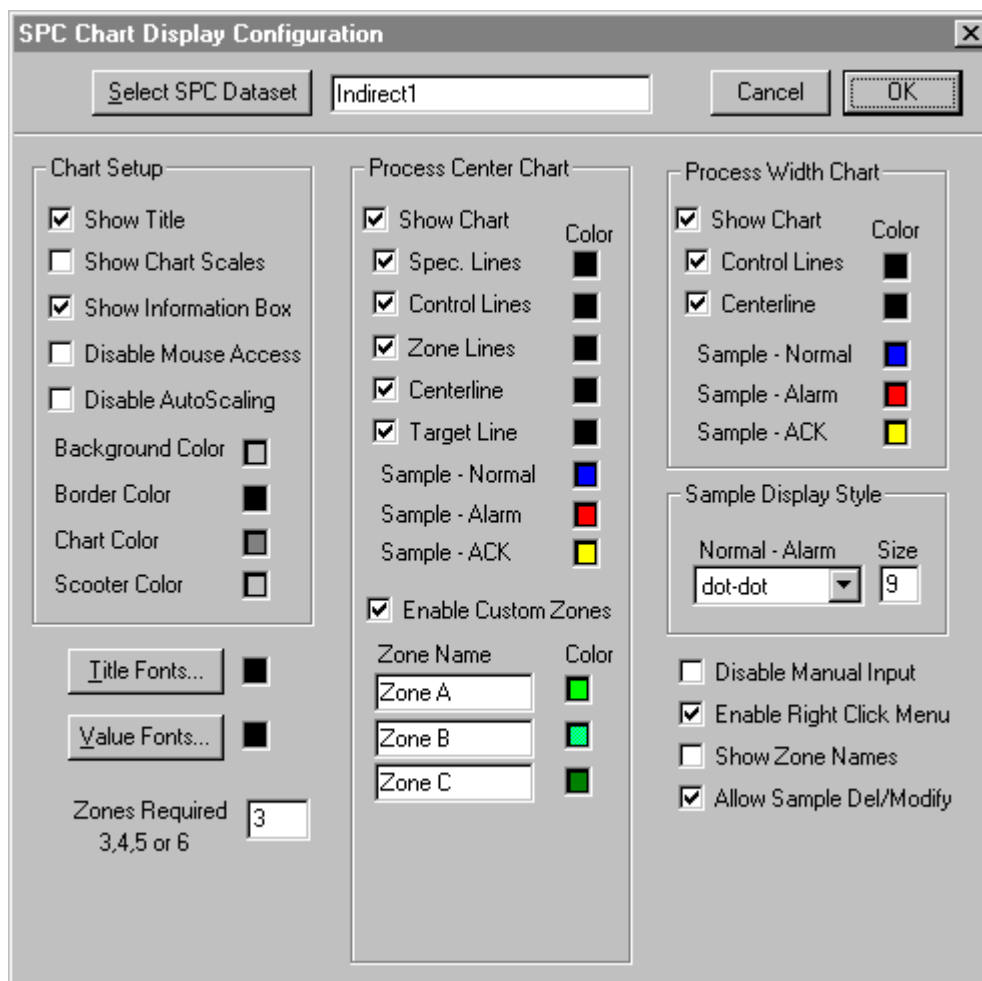 SPC Chart Display Configuration
Select SPC Dataset
Indirect1
Cancel
OK
Chart Setup
Show Title
Show Chart Scales
Show Information Box
Disable Mouse Access
Disable AutoScaling
Background Color
Border Color
Chart Color
Scooter Color
Title Fonts...
Value Fonts...
Zones Required
3,4,5 or 6
3
Process Center Chart
Show Chart
Color
Spec. Lines
Control Lines
Zone Lines
Centerline
Target Line
Sample - Normal
Sample - Alarm
Sample - ACK
Enable Custom Zones
Zone Name
Color
Zone A
Zone B
Zone C
Process Width Chart
Show Chart
Color
Control Lines
Centerline
Sample - Normal
Sample - Alarm
Sample - ACK
Sample Display Style
Normal - Alarm
Size
dot-dot
9
Disable Manual Input
Enable Right Click Menu
Show Zone Names
Allow Sample Del/Modify